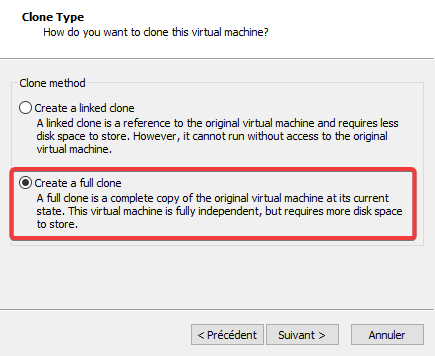 Clone Type
How do you want to clone this virtual machine?
Clone method
Create a linked clone
A linked clone is a reference to the original virtual machine and requires less
disk space to store. However, it cannot run without access to the original
virtual machine.
Create a full clone
A full clone is a complete copy of the original virtual machine at its current
state. This virtual machine is fully independent, but requires more disk space
to store.
< Précédent Suivant > Annuler